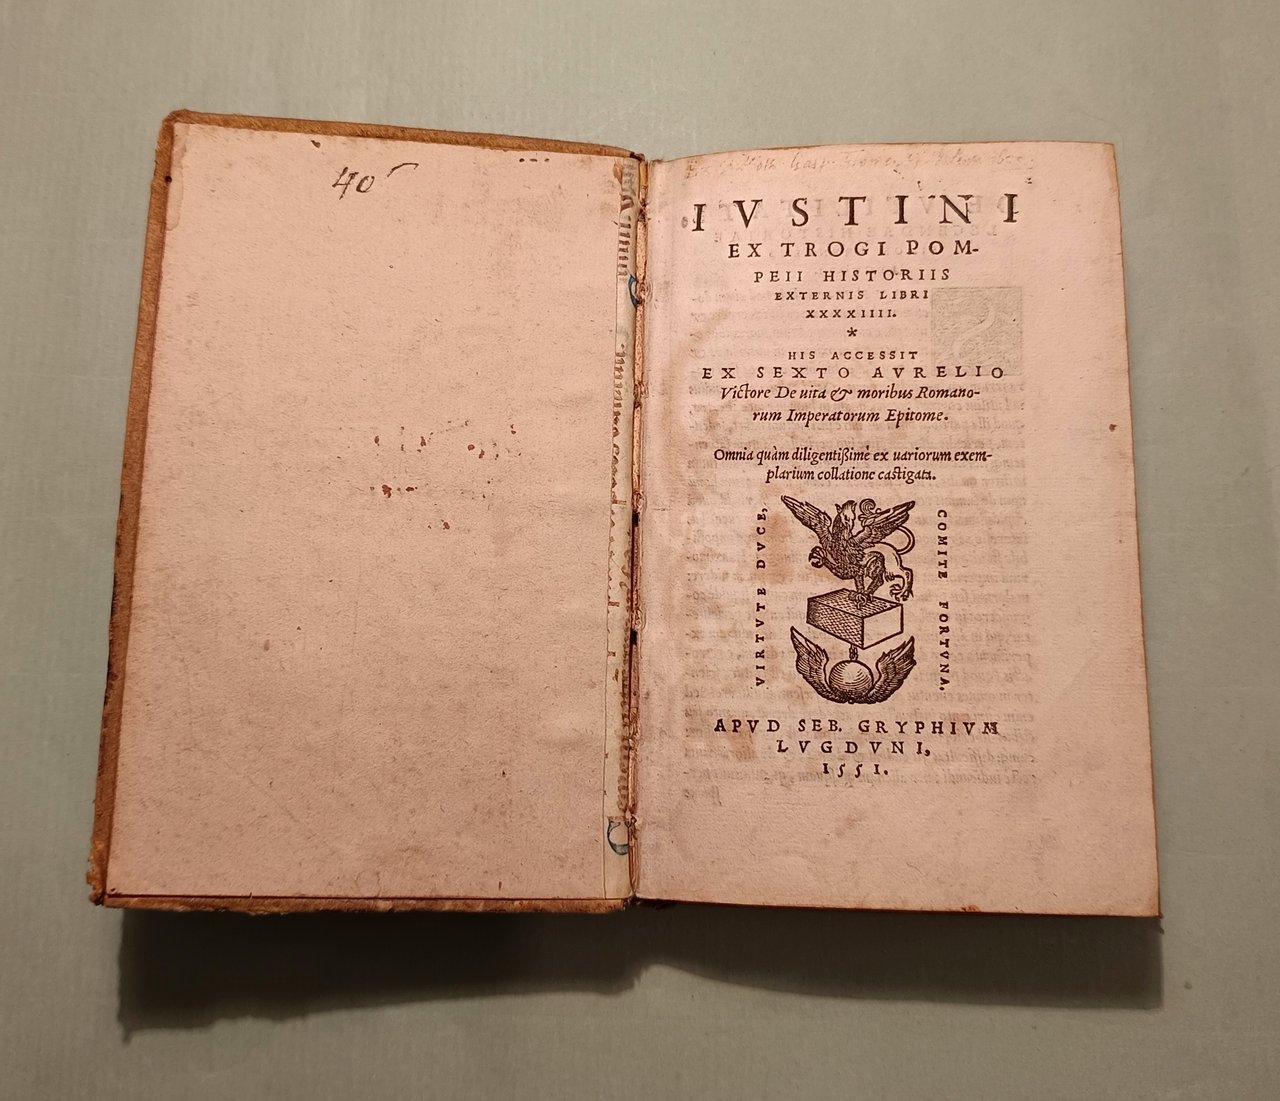 40
IVSTINI
EX TROGI POM-
PEII HISTORIIS
EXTERNIS LIBRI
XXXXIIII.
*
HIS ACCESSIT
EX SEXTO AVRELIO
Victore De uita & moribus Romano-
rum Imperatorum Epitome.
Omnia quàm diligentißimè ex uariorum exem-
plarium collatione castigata.
VIRTVTE DVCE,
COMITE FORTVNA.
APVD SEB. GRYPHIVM
LVGDVNI,
1551.